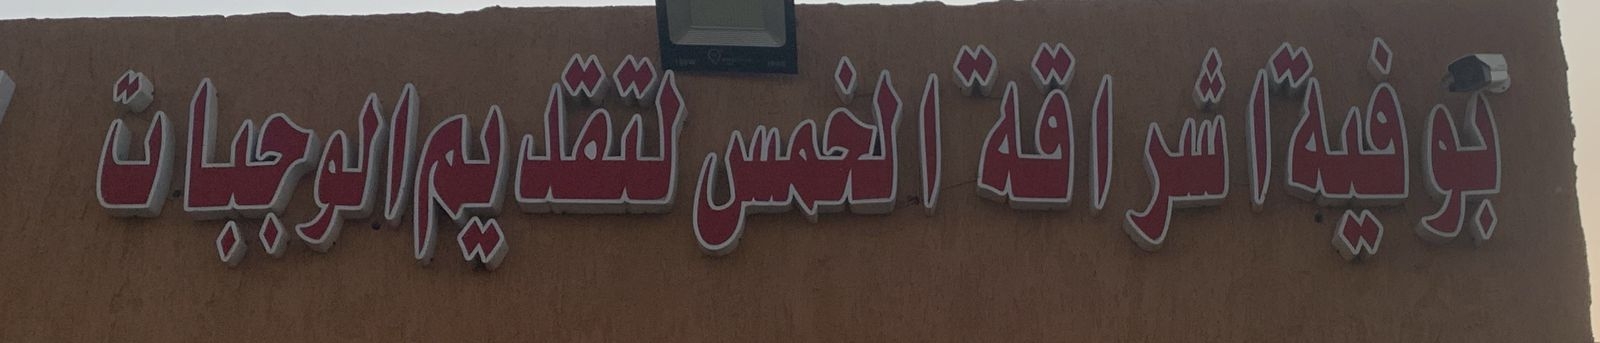 بوفية اشراقة الخمس لتقديم الوجبات